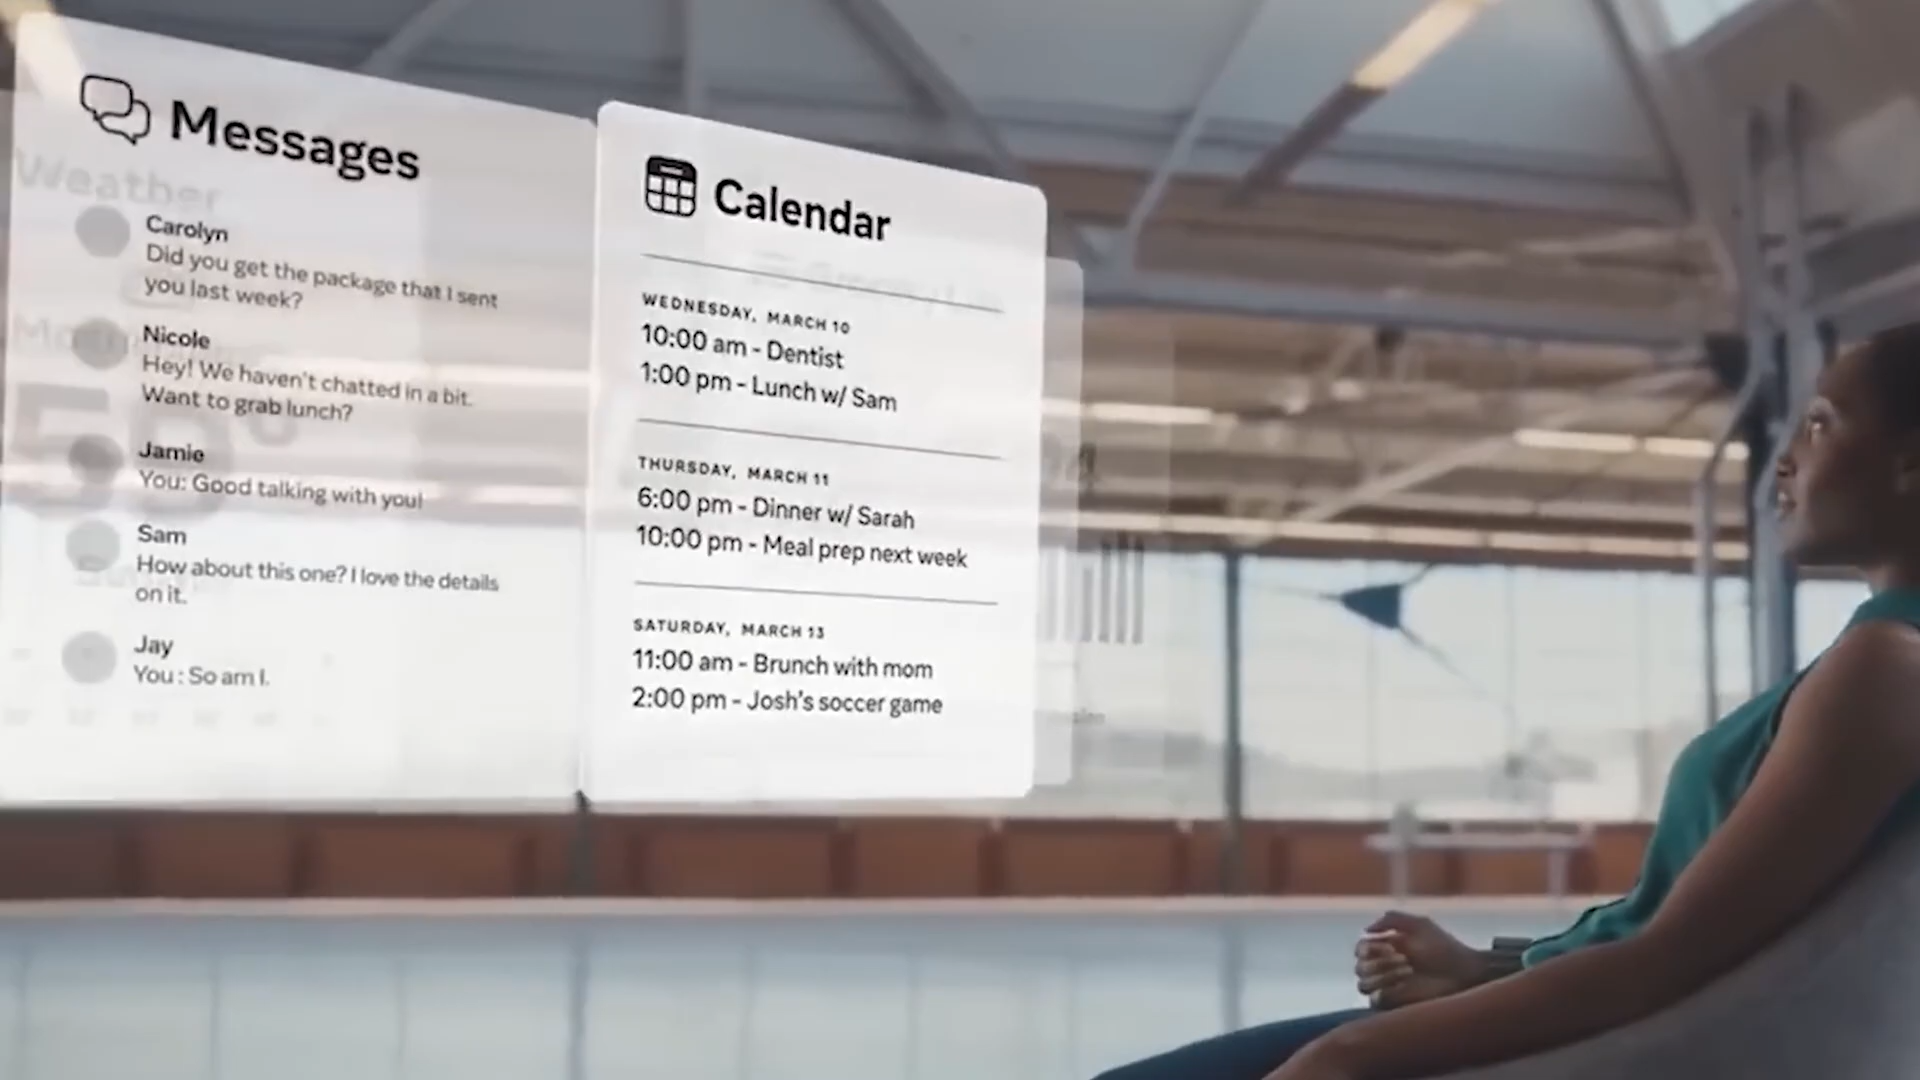 Messages
Weather
Carolyn
Did you get the package that I sent
you last week?
Nicole
Hey! We haven't chatted in a bit.
Want to grab lunch?
Jamie
You: Good talking with you!
Sam
How about this one? I love the details
on it.
Jay
You : So am I.
Calendar
WEDNESDAY, MARCH 10
10:00 am - Dentist
1:00 pm - Lunch w/ Sam
THURSDAY, MARCH 11
6:00 pm - Dinner w/ Sarah
10:00 pm - Meal prep next week
SATURDAY, MARCH 13
11:00 am - Brunch with mom
2:00 pm - Josh's soccer game